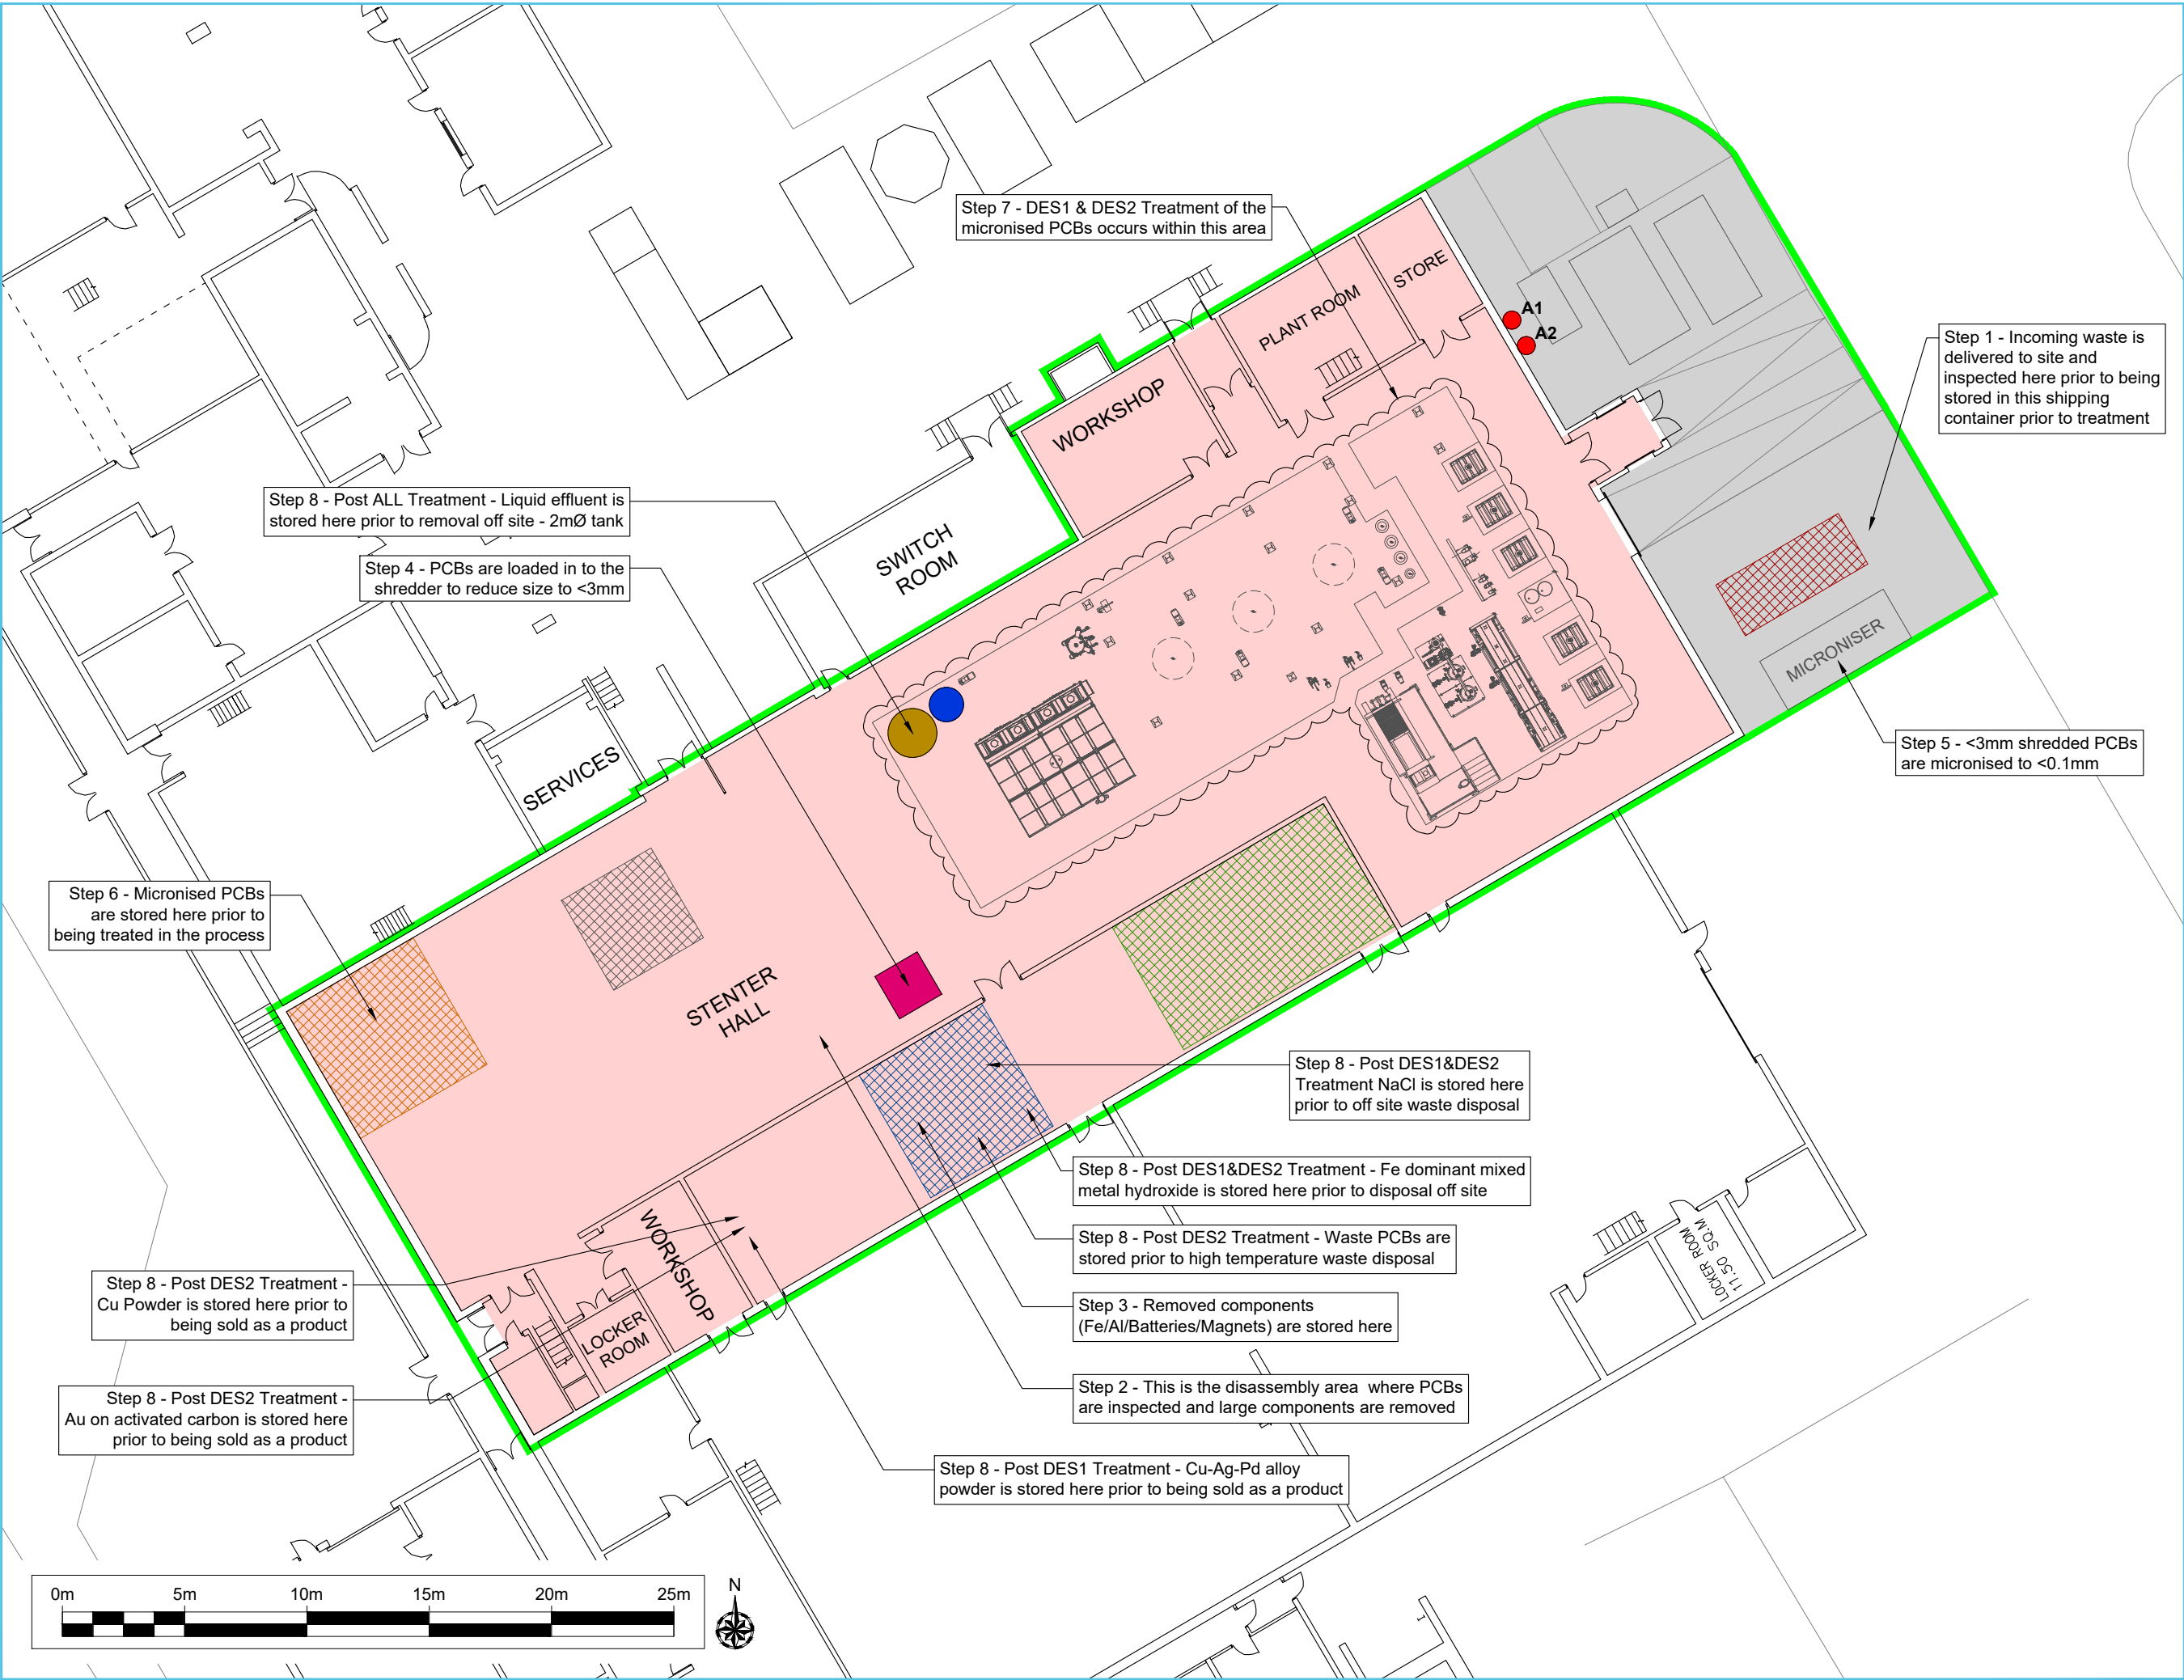 Step 7 - DES1 & DES2 Treatment of the
micronised PCBs occurs within this area
STORE
PLANT ROOM
A1
A2
Step 1 - Incoming waste is
delivered to site and
inspected here prior to being
stored in this shipping
container prior to treatment
WORKSHOP
Step 8 - Post ALL Treatment - Liquid effluent is
stored here prior to removal off site - 2mØ tank
SWITCH
ROOM
Step 4 - PCBs are loaded in to the
shredder to reduce size to <3mm
MICRONISER
Step 5 - <3mm shredded PCBs
are micronised to <0.1mm
SERVICES
Step 6 - Micronised PCBs
are stored here prior to
being treated in the process
STENTER
HALL
Step 8 - Post DES1&DES2
Treatment NaCl is stored here
prior to off site waste disposal
Step 8 - Post DES1&DES2 Treatment - Fe dominant mixed
metal hydroxide is stored here prior to disposal off site
Step 8 - Post DES2 Treatment - Waste PCBs are
stored prior to high temperature waste disposal
WORKSHOP
LOCKER ROOM
11.50 SQ.M
Step 8 - Post DES2 Treatment -
Cu Powder is stored here prior to
being sold as a product
Step 3 - Removed components
(Fe/Al/Batteries/Magnets) are stored here
LOCKER
ROOM
Step 2 - This is the disassembly area  where PCBs
are inspected and large components are removed
Step 8 - Post DES2 Treatment -
Au on activated carbon is stored here
prior to being sold as a product
Step 8 - Post DES1 Treatment - Cu-Ag-Pd alloy
powder is stored here prior to being sold as a product
0m 5m 10m 15m 20m 25m
N